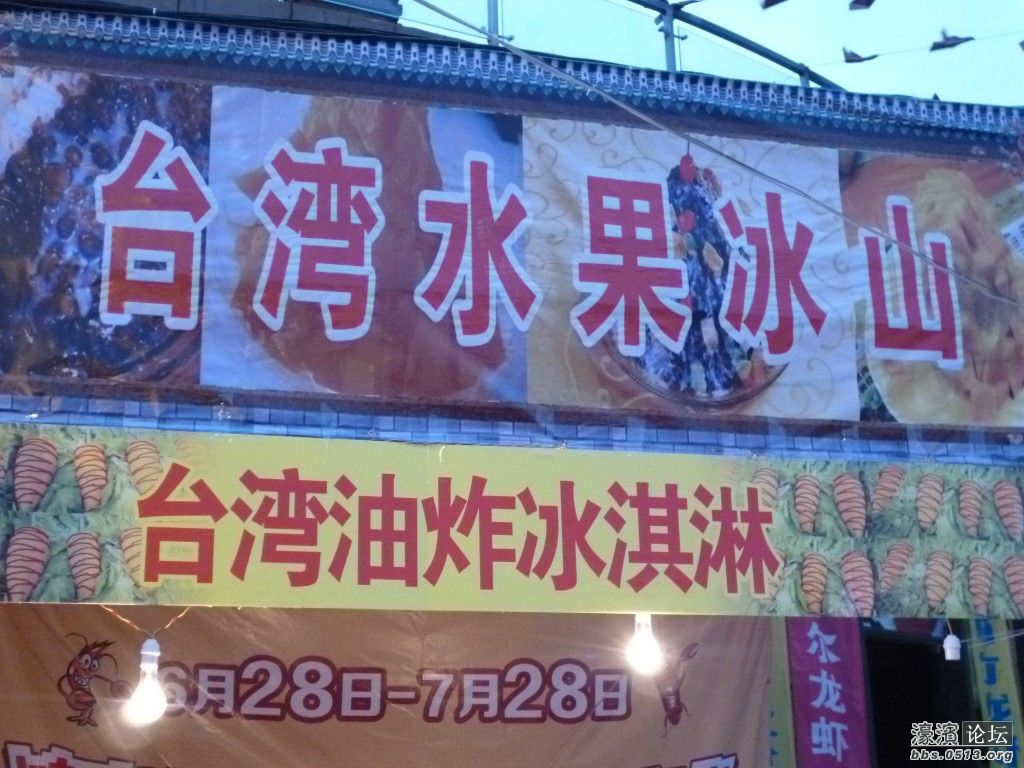 台湾水果冰山
台湾油炸冰淇淋
6月28日-7月28日
尔龙虾
濠滨论坛
bbs.0513.org